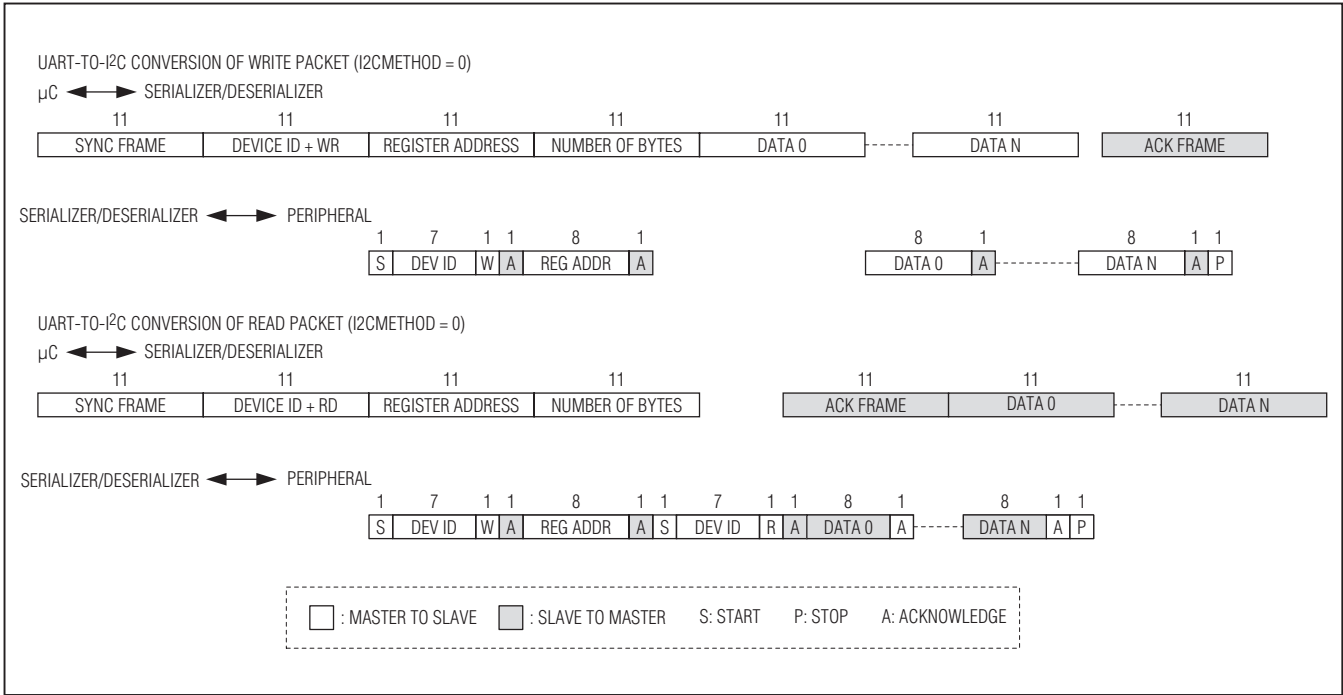 UART-TO-I2C CONVERSION OF WRITE PACKET (I2CMETHOD = 0)
µC SERIALIZER/DESERIALIZER
11 11 11 11 11 11 11
SYNC FRAME DEVICE ID + WR REGISTER ADDRESS NUMBER OF BYTES DATA 0 DATA N ACK FRAME
SERIALIZER/DESERIALIZER PERIPHERAL
1 7 1 1 8 1 8 1 8 1 1
S DEV ID W A REG ADDR A DATA 0 A DATA N A P
UART-TO-I2C CONVERSION OF READ PACKET (I2CMETHOD = 0)
µC SERIALIZER/DESERIALIZER
11 11 11 11 11 11 11
SYNC FRAME DEVICE ID + RD REGISTER ADDRESS NUMBER OF BYTES ACK FRAME DATA 0 DATA N
SERIALIZER/DESERIALIZER PERIPHERAL
1 7 1 1 8 1 1 7 1 1 8 1 8 1 1
S DEV ID W A REG ADDR A S DEV ID R A DATA 0 A DATA N A P
: MASTER TO SLAVE : SLAVE TO MASTER S: START P: STOP A: ACKNOWLEDGE